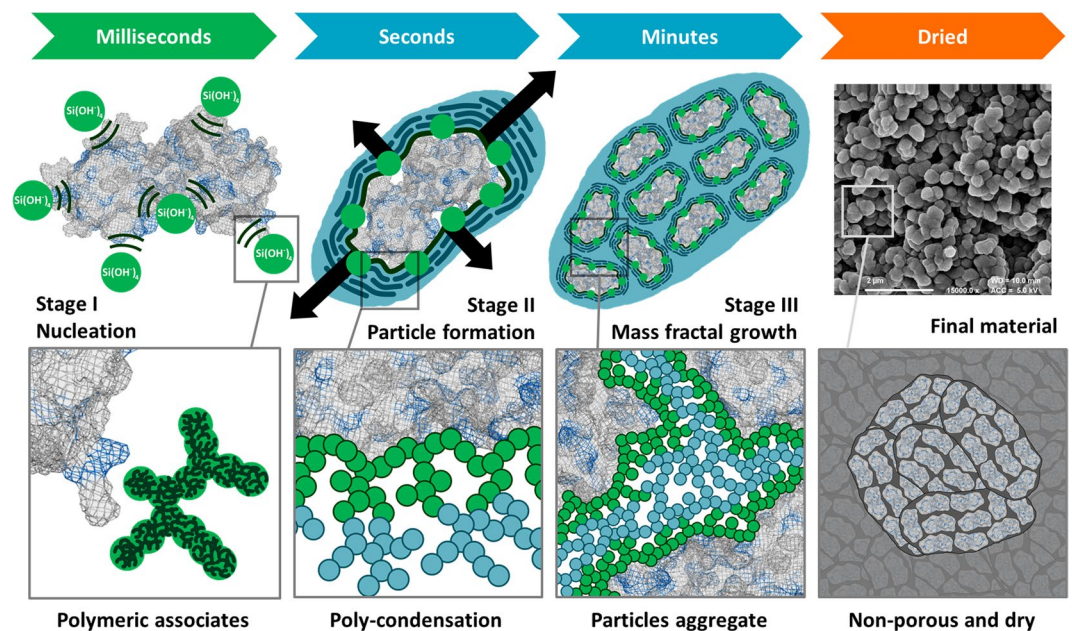 Milliseconds
Seconds
Minutes
Dried
Si(OH⁻)₄
Si(OH⁻)₄
Si(OH⁻)₄
Si(OH⁻)₄
Si(OH⁻)₄
Si(OH⁻)₄
Stage I
Nucleation
Stage II
Particle formation
Stage III
Mass fractal growth
2 µm
15000.0 x
WD = 10.0 mm
ACC = 5.0 kV
Final material
Polymeric associates
Poly-condensation
Particles aggregate
Non-porous and dry